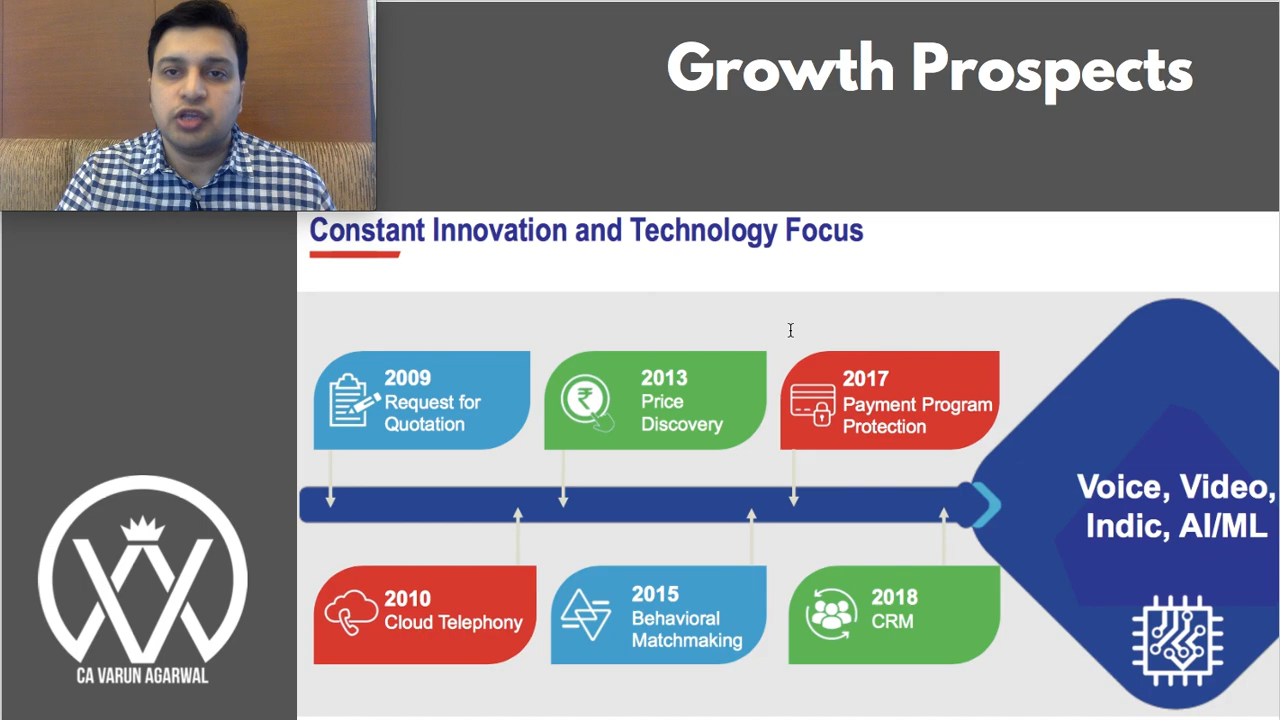 Growth Prospects
Constant Innovation and Technology Focus
2009
Request for
Quotation
2013
Price
Discovery
2017
Payment Program
Protection
Voice, Video,
Indic, AI/ML
2010
Cloud Telephony
2015
Behavioral
Matchmaking
2018
CRM
CA VARUN AGARWAL